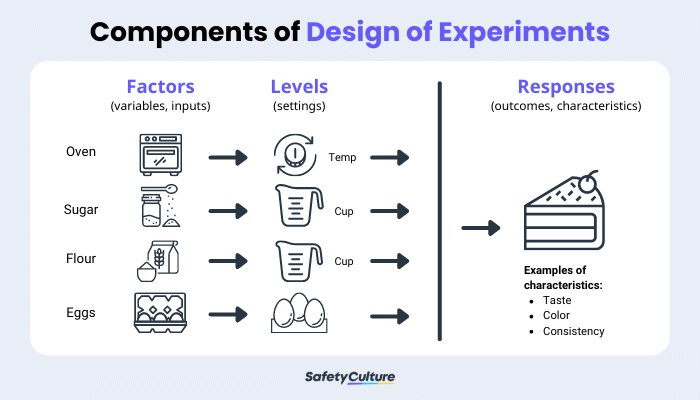 Components of Design of Experiments
Factors
(variables, inputs)
Levels
(settings)
Responses
(outcomes, characteristics)
Oven
Temp
Sugar
Cup
Flour
Cup
Eggs
Examples of
characteristics:
• Taste
• Color
• Consistency
SafetyCulture